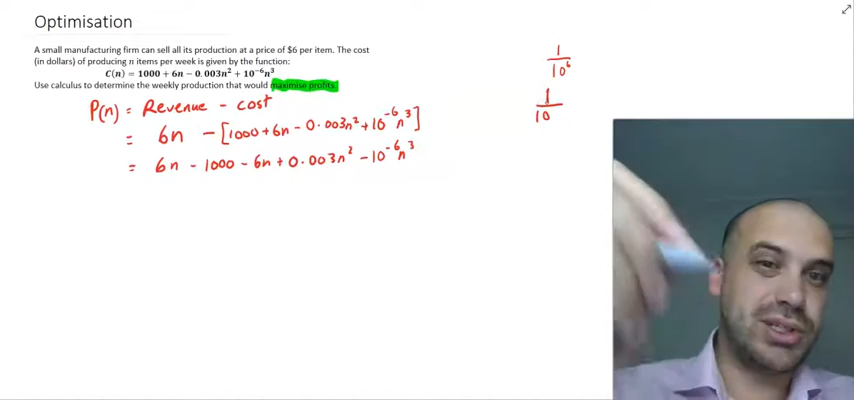 Optimisation
A small manufacturing firm can sell all its production at a price of $6 per item. The cost
(in dollars) of producing n items per week is given by the function:
C(n) = 1000 + 6n − 0.003n² + 10⁻⁶n³
Use calculus to determine the weekly production that would maximise profits.
P(n) = Revenue - cost
= 6n - [1000 + 6n - 0.003n² + 10⁻⁶n³]
= 6n - 1000 - 6n + 0.003n² - 10⁻⁶n³
1
10⁶
1
10